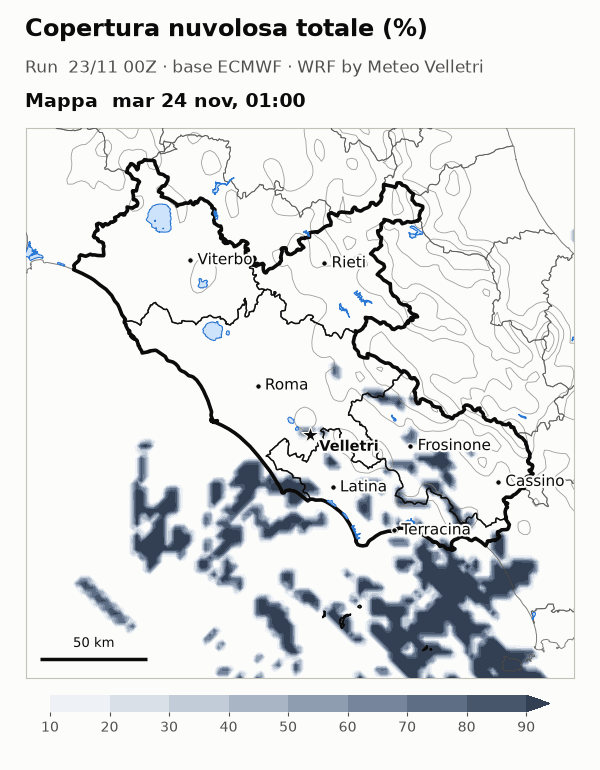 Copertura nuvolosa totale (%)
Run  23/11 00Z · base ECMWF · WRF by Meteo Velletri
Mappa  mar 24 nov, 01:00
Viterbo
Rieti
Roma
Velletri
Frosinone
Latina
Cassino
Terracina
50 km
10 20 30 40 50 60 70 80 90